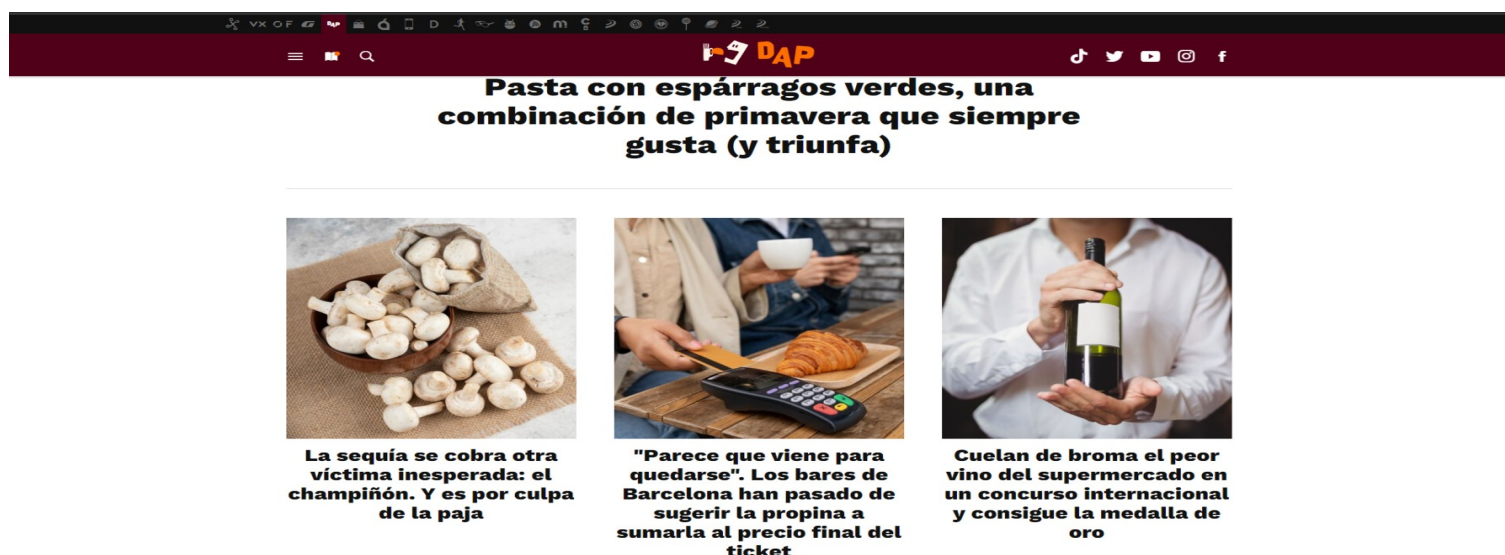 VX
DAP
D
m
DAP
Pasta con espárragos verdes, una
combinación de primavera que siempre
gusta (y triunfa)
La sequía se cobra otra
víctima inesperada: el
champiñón. Y es por culpa
de la paja
"Parece que viene para
quedarse". Los bares de
Barcelona han pasado de
sugerir la propina a
sumarla al precio final del
ticket
Cuelan de broma el peor
vino del supermercado en
un concurso internacional
y consigue la medalla de
oro